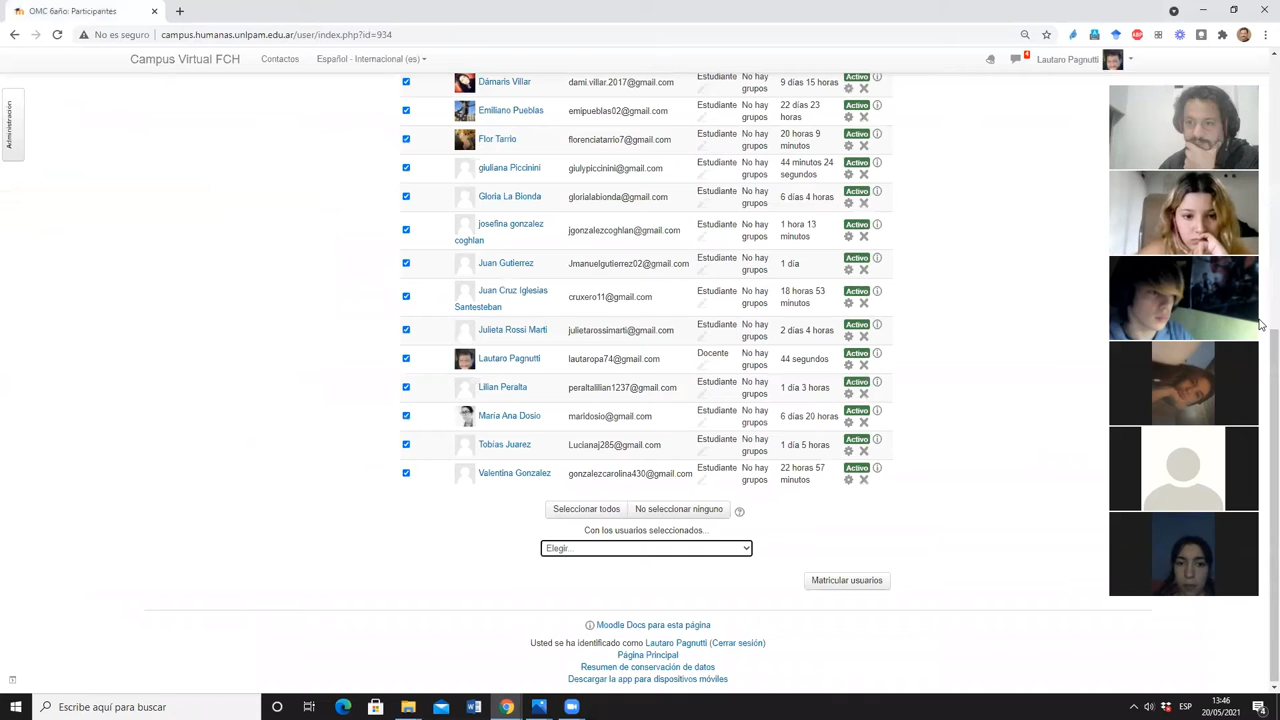 OMC 6año: Participantes
No es seguro | campus.humanas.unlpam.edu.ar/user/index.php?id=934
Campus Virtual FCH Contactos Español - Internacional (es) 4 Lautaro Pagnutti
Administración
Dámaris Villar dami.villar.2017@gmail.com Estudiante No hay grupos 9 días 15 horas Activo
Emiliano Pueblas emipueblas02@gmail.com Estudiante No hay grupos 22 días 23 horas Activo
Flor Tarrio florenciatarrio7@gmail.com Estudiante No hay grupos 20 horas 9 minutos Activo
giuliana Piccinini giulypiccinini@gmail.com Estudiante No hay grupos 44 minutos 24 segundos Activo
Gloria La Bionda glorialabionda@gmail.com Estudiante No hay grupos 6 días 4 horas Activo
josefina gonzalez coghlan jgonzalezcoghlan@gmail.com Estudiante No hay grupos 1 hora 13 minutos Activo
Juan Gutierrez Jmanuelgutierrez02@gmail.com Estudiante No hay grupos 1 día Activo
Juan Cruz Iglesias Santesteban cruxero11@gmail.com Estudiante No hay grupos 18 horas 53 minutos Activo
Julieta Rossi Marti julietarossimarti@gmail.com Estudiante No hay grupos 2 días 4 horas Activo
Lautaro Pagnutti lautaropa74@gmail.com Docente No hay grupos 44 segundos Activo
Lilian Peralta peraltalillian1237@gmail.com Estudiante No hay grupos 1 día 3 horas Activo
María Ana Dosio maridosio@gmail.com Estudiante No hay grupos 6 días 20 horas Activo
Tobías Juarez Lucianaj285@gmail.com Estudiante No hay grupos 1 día 5 horas Activo
Valentina Gonzalez gonzalezcarolina430@gmail.com Estudiante No hay grupos 22 horas 57 minutos Activo
Seleccionar todos No seleccionar ninguno
Con los usuarios seleccionados...
Elegir...
Matricular usuarios
Moodle Docs para esta página
Usted se ha identificado como Lautaro Pagnutti (Cerrar sesión)
Página Principal
Resumen de conservación de datos
Descargar la app para dispositivos móviles
Escribe aquí para buscar
ESP
13:46
20/05/2021
4